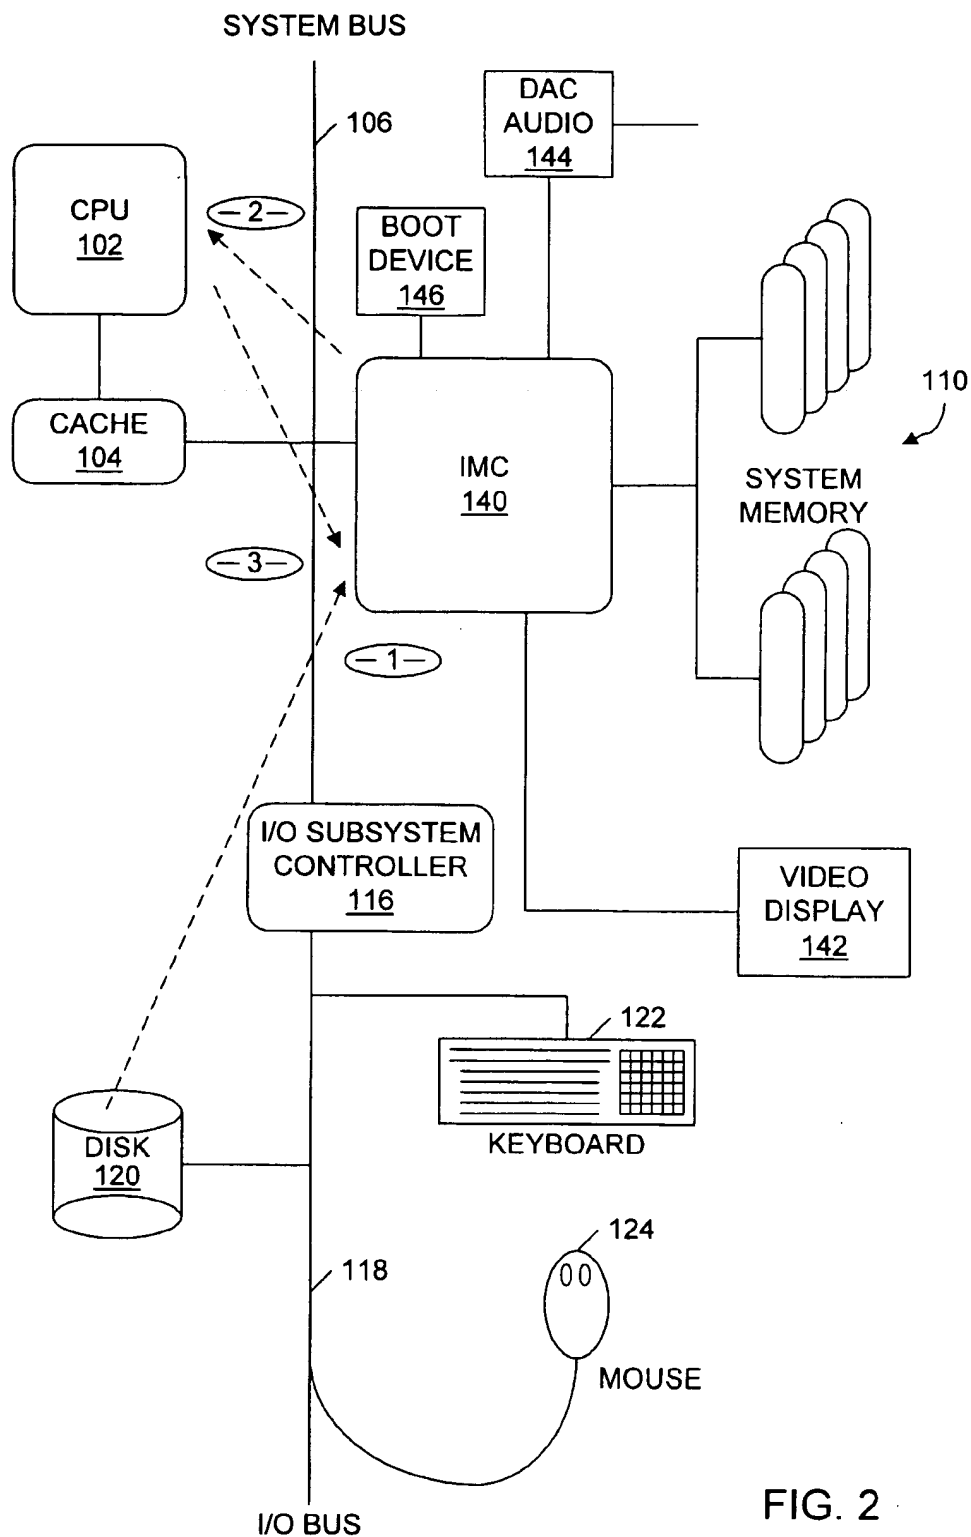 SYSTEM BUS
DAC
AUDIO
144
106
CPU
102
–2–
BOOT
DEVICE
146
110
CACHE
104
IMC
140
SYSTEM
MEMORY
–3–
–1–
I/O SUBSYSTEM
CONTROLLER
116
VIDEO
DISPLAY
142
122
KEYBOARD
DISK
120
124
118
MOUSE
FIG. 2
I/O BUS